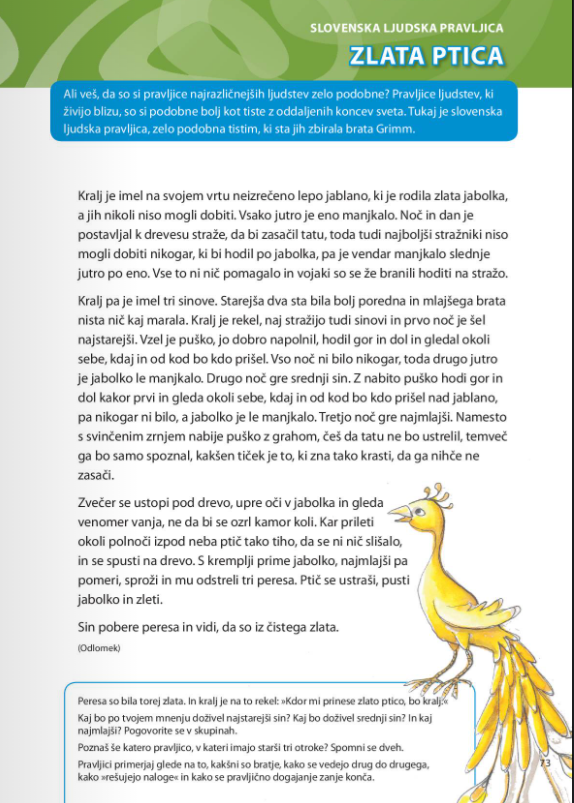 SLOVENSKA LJUDSKA PRAVLJICA
ZLATA PTICA
Ali veš, da so si pravljice najrazličnejših ljudstev zelo podobne? Pravljice ljudstev, ki
živijo blizu, so si podobne bolj kot tiste z oddaljenih koncev sveta. Tukaj je slovenska
ljudska pravljica, zelo podobna tistim, ki sta jih zbirala brata Grimm.
Kralj je imel na svojem vrtu neizrečeno lepo jablano, ki je rodila zlata jabolka,
a jih nikoli niso mogli dobiti. Vsako jutro je eno manjkalo. Noč in dan je
postavljal k drevesu straže, da bi zasačil tatu, toda tudi najboljši stražniki niso
mogli dobiti nikogar, ki bi hodil po jabolka, pa je vendar manjkalo slednje
jutro po eno. Vse to ni nič pomagalo in vojaki so se že branili hoditi na stražo.
Kralj pa je imel tri sinove. Starejša dva sta bila bolj poredna in mlajšega brata
nista nič kaj marala. Kralj je rekel, naj stražijo tudi sinovi in prvo noč je šel
najstarejši. Vzel je puško, jo dobro napolnil, hodil gor in dol in gledal okoli
sebe, kdaj in od kod bo kdo prišel. Vso noč ni bilo nikogar, toda drugo jutro
je jabolko le manjkalo. Drugo noč gre srednji sin. Z nabito puško hodi gor in
dol kakor prvi in gleda okoli sebe, kdaj in od kod bo kdo prišel nad jablano,
pa nikogar ni bilo, a jabolko je le manjkalo. Tretjo noč gre najmlajši. Namesto
s svinčenim zrnjem nabije puško z grahom, češ da tatu ne bo ustrelil, temveč
ga bo samo spoznal, kakšen tiček je to, ki zna tako krasti, da ga nihče ne
zasači.
Zvečer se ustopi pod drevo, upre oči v jabolka in gleda
venomer vanja, ne da bi se ozrl kamor koli. Kar prileti
okoli polnoči izpod neba ptič tako tiho, da se ni nič slišalo,
in se spusti na drevo. S kremplji prime jabolko, najmlajši pa
pomeri, sproži in mu odstreli tri peresa. Ptič se ustraši, pusti
jabolko in zleti.
Sin pobere peresa in vidi, da so iz čistega zlata.
(Odlomek)
Peresa so bila torej zlata. In kralj je na to rekel: »Kdor mi prinese zlato ptico, bo kralj.«
Kaj bo po tvojem mnenju doživel najstarejši sin? Kaj bo doživel srednji sin? In kaj
najmlajši? Pogovorite se v skupinah.
Poznaš še katero pravljico, v kateri imajo starši tri otroke? Spomni se dveh.
Pravljici primerjaj glede na to, kakšni so bratje, kako se vedejo drug do drugega,
kako »rešujejo naloge« in kako se pravljično dogajanje zanje konča.
73